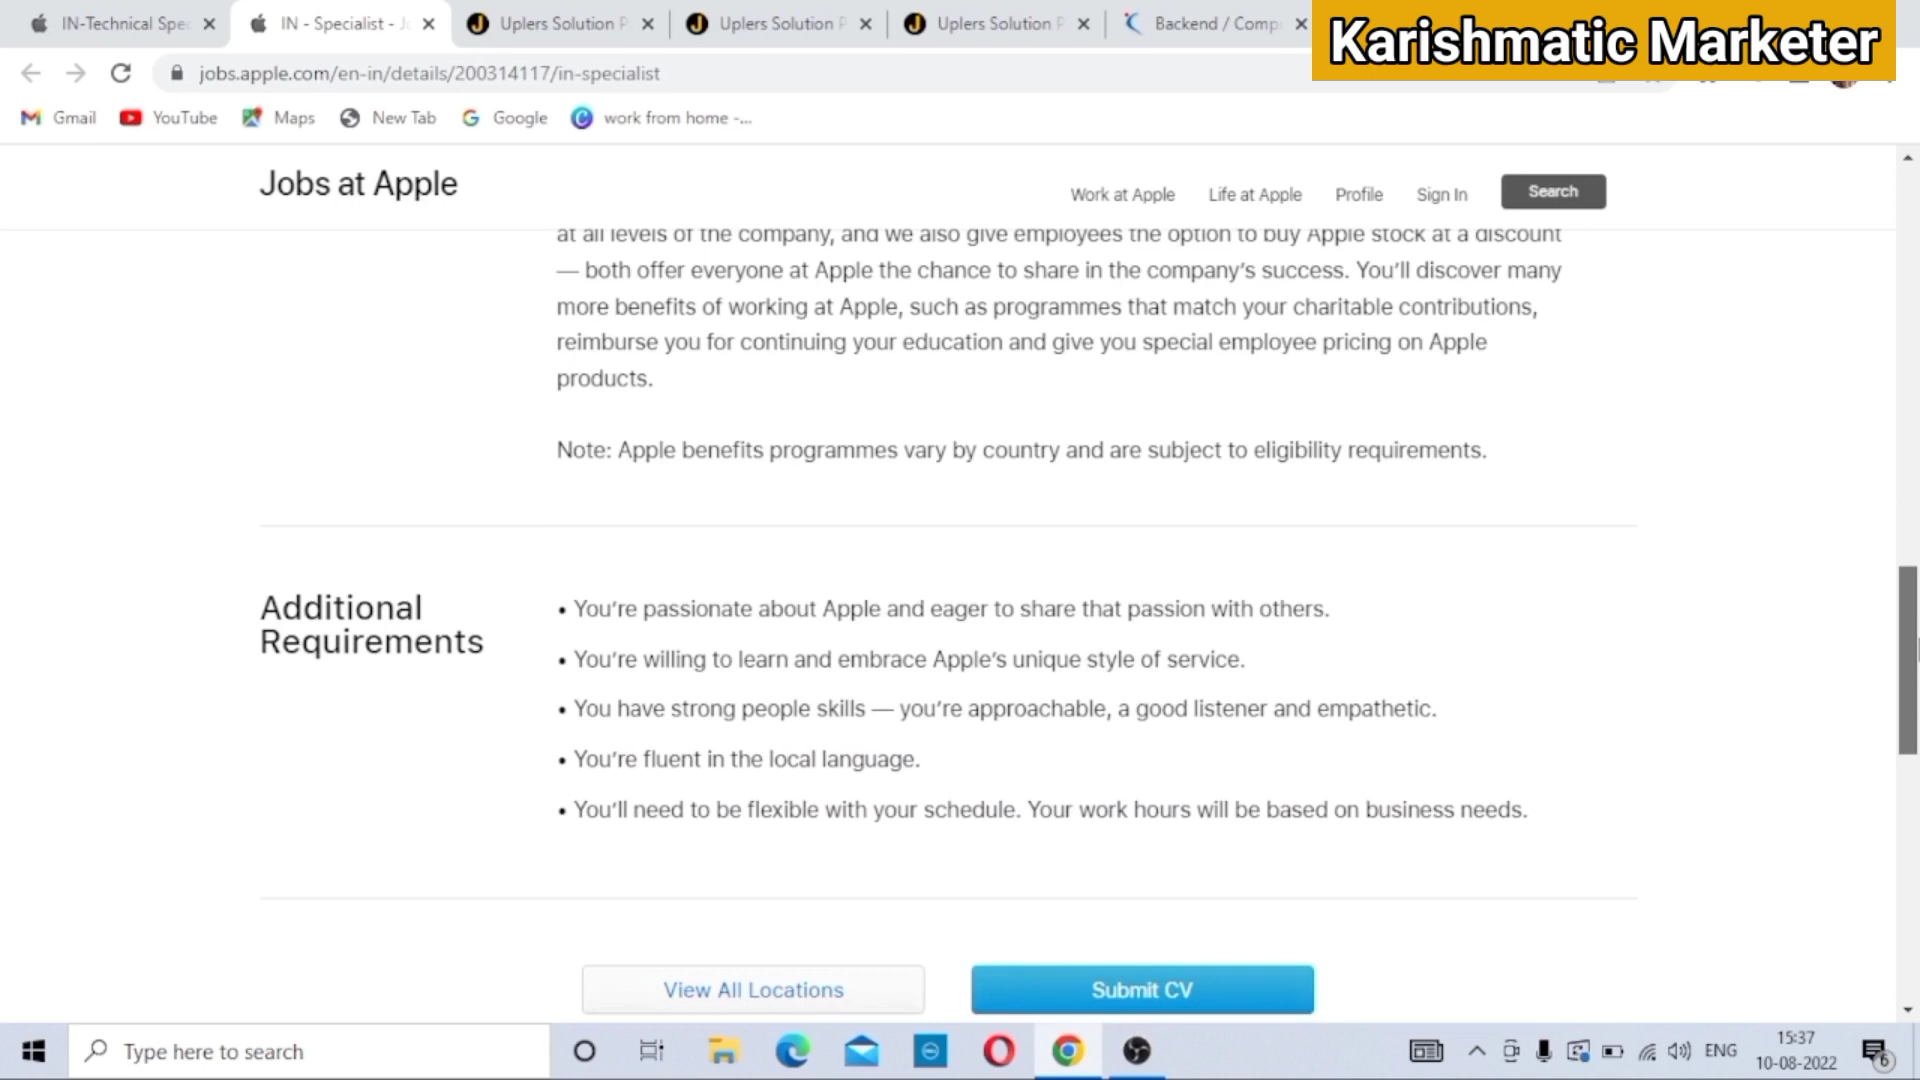 IN-Technical Spec
IN - Specialist - Jo
Uplers Solution P
Uplers Solution P
Uplers Solution P
Backend / Comp
Karishmatic Marketer
jobs.apple.com/en-in/details/200314117/in-specialist
Gmail
YouTube
Maps
New Tab
Google
work from home -...
Jobs at Apple
Work at Apple
Life at Apple
Profile
Sign In
Search
at all levels of the company, and we also give employees the option to buy Apple stock at a discount
— both offer everyone at Apple the chance to share in the company's success. You'll discover many
more benefits of working at Apple, such as programmes that match your charitable contributions,
reimburse you for continuing your education and give you special employee pricing on Apple
products.
Note: Apple benefits programmes vary by country and are subject to eligibility requirements.
Additional
Requirements
• You're passionate about Apple and eager to share that passion with others.
• You're willing to learn and embrace Apple's unique style of service.
• You have strong people skills — you're approachable, a good listener and empathetic.
• You're fluent in the local language.
• You'll need to be flexible with your schedule. Your work hours will be based on business needs.
View All Locations
Submit CV
Type here to search
ENG
15:37
10-08-2022
6